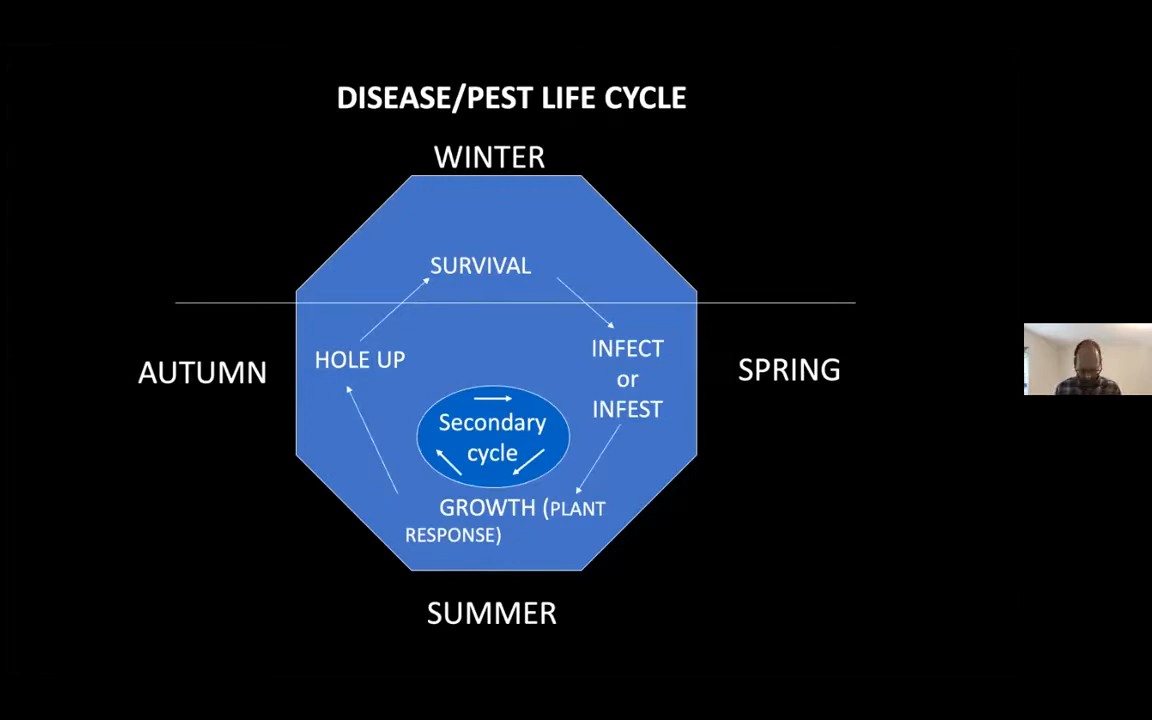 DISEASE/PEST LIFE CYCLE
WINTER
SURVIVAL
HOLE UP
INFECT
or
INFEST
AUTUMN
SPRING
Secondary
cycle
GROWTH (PLANT
RESPONSE)
SUMMER